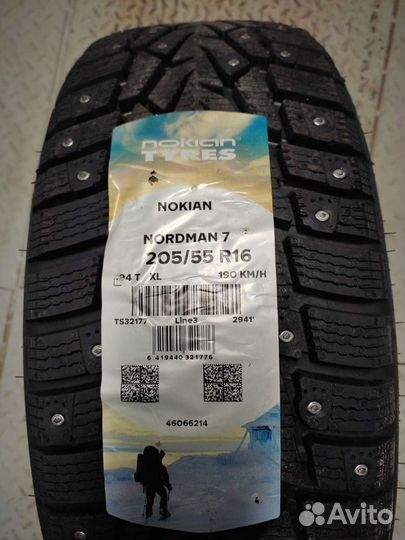 nokian
TYRES
NOKIAN
NORDMAN 7
205/55 R16
94 T XL 190 KM/H
TS32177 Line3 2941'
6 419440 321776
46066214
Avito